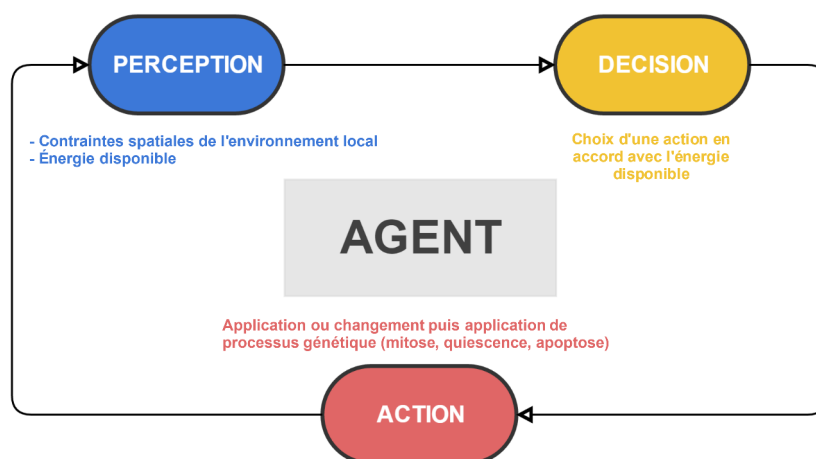 PERCEPTION
DECISION
- Contraintes spatiales de l'environnement local
- Énergie disponible
Choix d'une action en
accord avec l'énergie
disponible
AGENT
Application ou changement puis application de
processus génétique (mitose, quiescence, apoptose)
ACTION